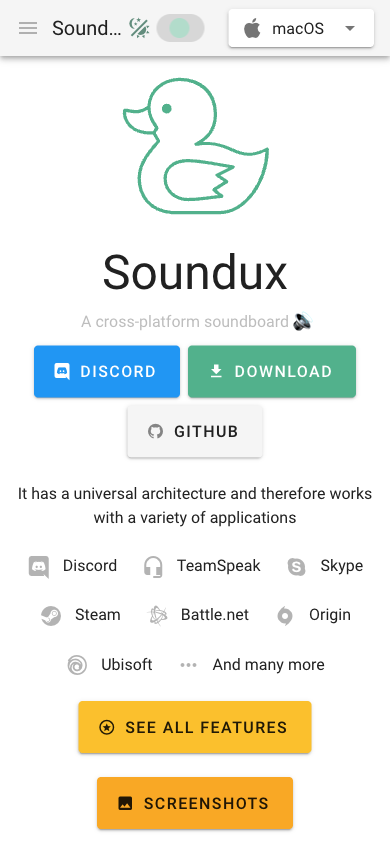 Sound... macOS
Soundux
A cross-platform soundboard 🔊
DISCORD DOWNLOAD
GITHUB
It has a universal architecture and therefore works
with a variety of applications
Discord TeamSpeak Skype
Steam Battle.net Origin
Ubisoft And many more
SEE ALL FEATURES
SCREENSHOTS